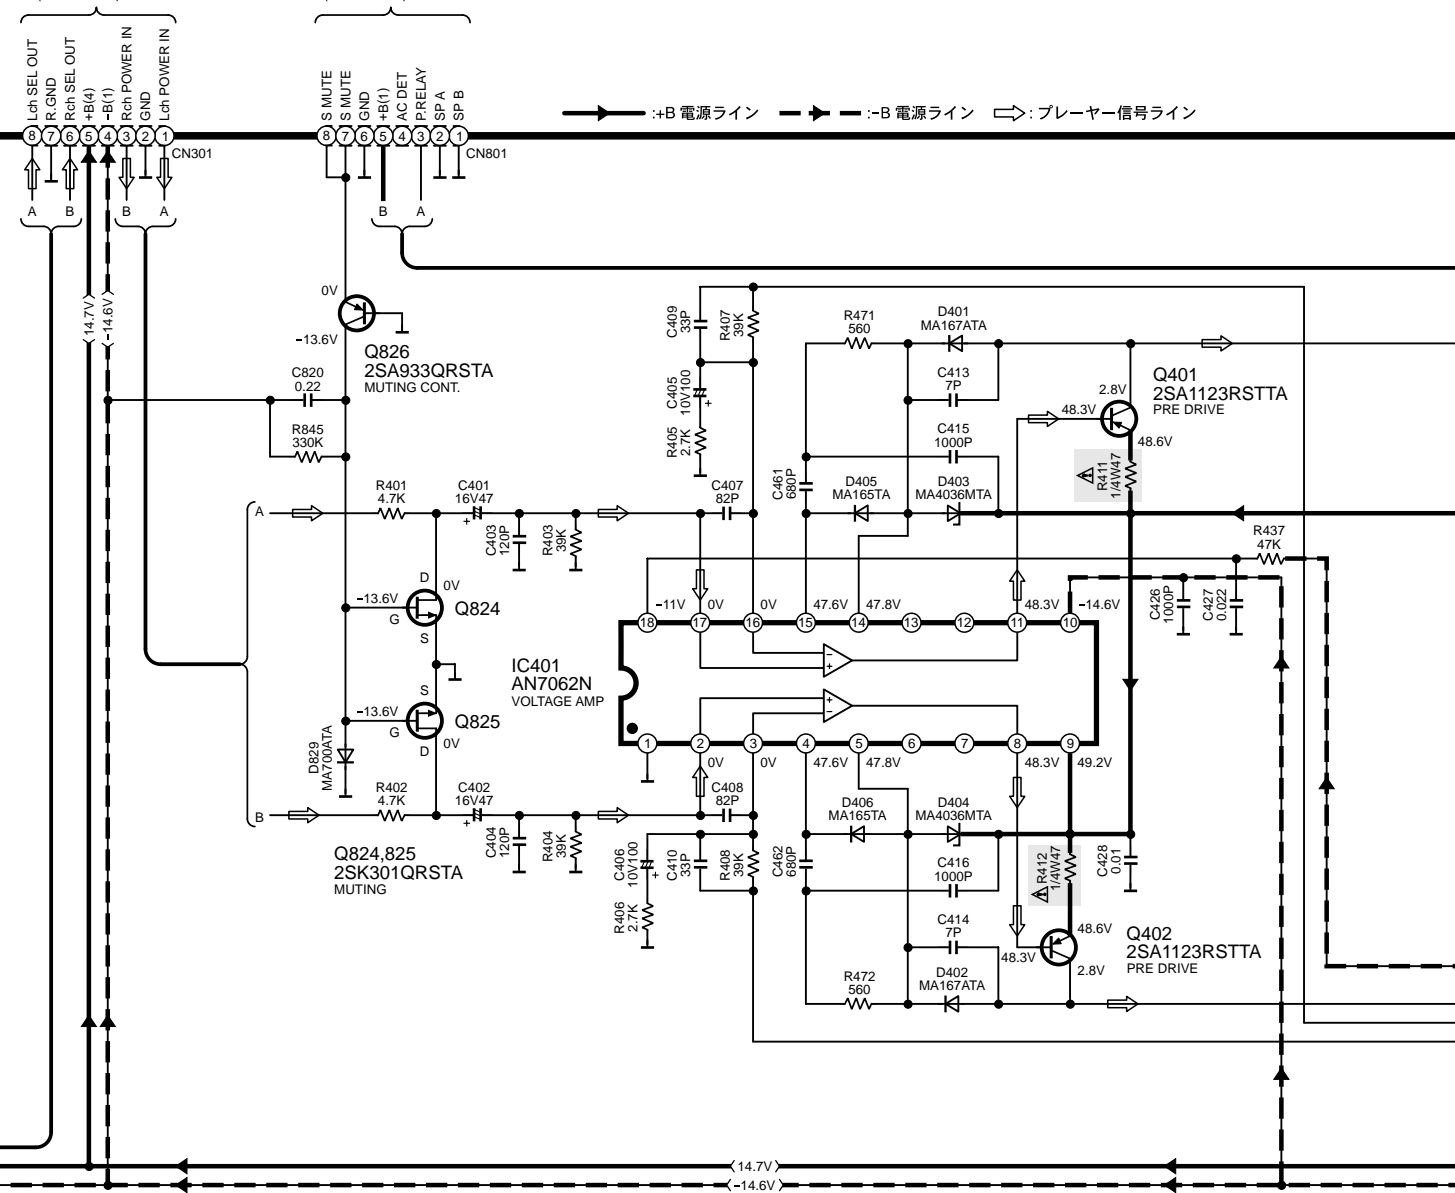 Lch SEL OUT
R.GND
Rch SEL OUT
+B(4)
-B(1)
Rch POWER IN
GND
Lch POWER IN
8 7 6 5 4 3 2 1
CN301
A B B A
S MUTE
S MUTE
GND
+B(1)
AC DET
P.RELAY
SP A
SP B
8 7 6 5 4 3 2 1
CN801
B A
:+B 電源ライン
:-B 電源ライン
: プレーヤー信号ライン
14.7V
-14.6V
0V
-13.6V
Q826
2SA933QRSTA
MUTING CONT.
C820
0.22
R845
330K
A
R401
4.7K
C401
16V47
+
C403
120P
R403
39K
D
0V
-13.6V
G
S
Q824
S
-13.6V
G
D
0V
Q825
D829
MA700ATA
B
R402
4.7K
C402
16V47
+
C404
120P
R404
39K
Q824,825
2SK301QRSTA
MUTING
C409
33P
R407
39K
C405
10V100
+
R405
2.7K
C407
82P
R471
560
D401
MA167ATA
C413
7P
C415
1000P
C461
680P
D405
MA165TA
D403
MA4036MTA
Q401
2SA1123RSTTA
PRE DRIVE
2.8V
48.3V
48.6V
R411
1/4W47
R437
47K
C426
1000P
C427
0.022
-11V 0V 0V 47.6V 47.8V 48.3V -14.6V
18 17 16 15 14 13 12 11 10
IC401
AN7062N
VOLTAGE AMP
-
+
+
-
1 2 3 4 5 6 7 8 9
0V 0V 47.6V 47.8V 48.3V 49.2V
C408
82P
C406
10V100
+
C410
33P
R408
39K
R406
2.7K
D406
MA165TA
D404
MA4036MTA
C462
680P
C416
1000P
C414
7P
R472
560
D402
MA167ATA
R412
1/4W47
C428
0.01
48.6V
48.3V
2.8V
Q402
2SA1123RSTTA
PRE DRIVE
14.7V
-14.6V